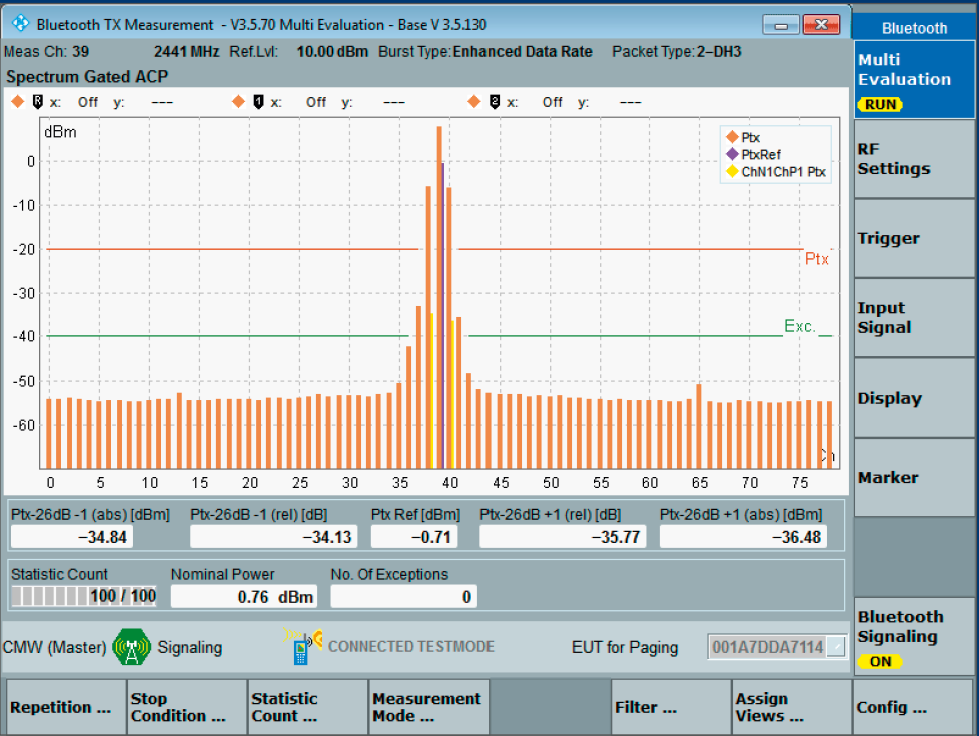 Bluetooth TX Measurement - V3.5.70 Multi Evaluation - Base V 3.5.130
Bluetooth
Meas Ch: 39 2441 MHz Ref.Lvl: 10.00 dBm Burst Type: Enhanced Data Rate Packet Type: 2-DH3
Spectrum Gated ACP
R x: Off y: --- 1 x: Off y: --- 2 x: Off y: ---
dBm
Ptx
PtxRef
ChN1ChP1 Ptx
0
-10
-20
Ptx
-30
Exc.
-40
-50
-60
Ch
0 5 10 15 20 25 30 35 40 45 50 55 60 65 70 75
Ptx-26dB -1 (abs) [dBm] Ptx-26dB -1 (rel) [dB] Ptx Ref [dBm] Ptx-26dB +1 (rel) [dB] Ptx-26dB +1 (abs) [dBm]
-34.84 -34.13 -0.71 -35.77 -36.48
Statistic Count Nominal Power No. Of Exceptions
100 / 100 0.76 dBm 0
CMW (Master) Signaling CONNECTED TESTMODE EUT for Paging 001A7DDA7114
Multi
Evaluation
RUN
RF
Settings
Trigger
Input
Signal
Display
Marker
Bluetooth
Signaling
ON
Repetition ...
Stop
Condition ...
Statistic
Count ...
Measurement
Mode ...
Filter ...
Assign
Views ...
Config ...